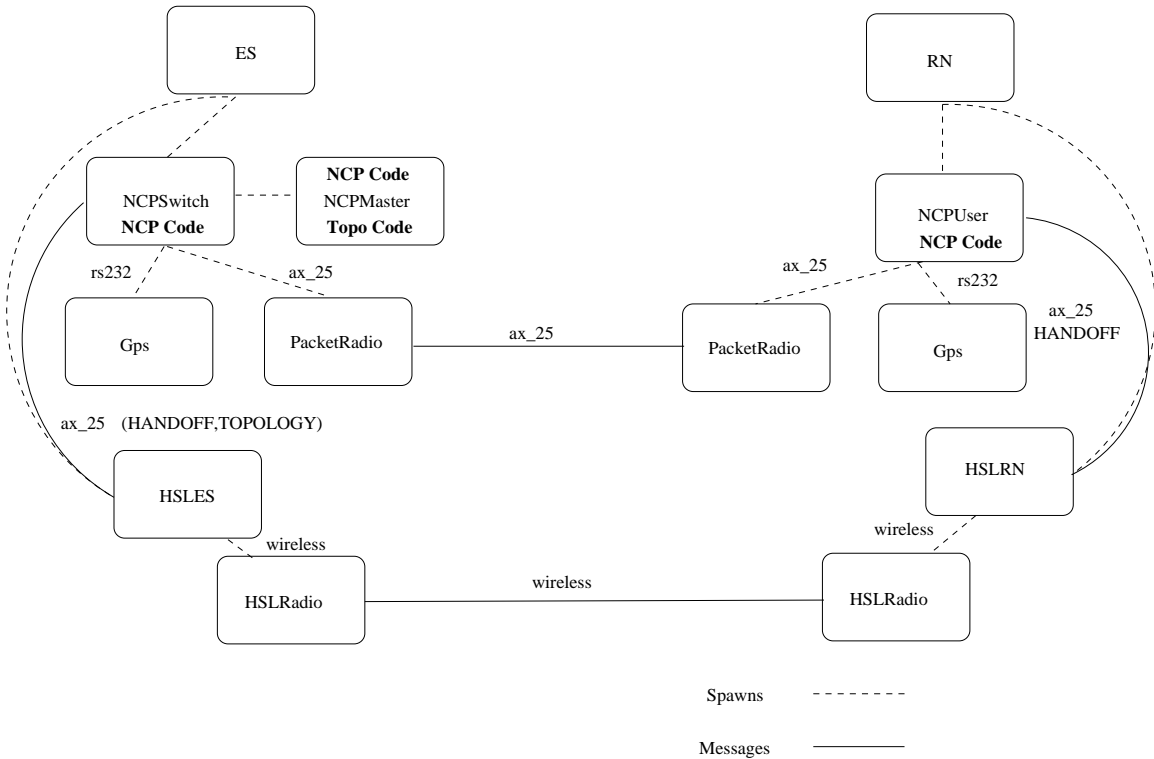 ES
RN
NCPSwitch
NCP Code
NCP Code
NCPMaster
Topo Code
NCPUser
NCP Code
rs232
ax_25
ax_25
rs232
Gps
PacketRadio
ax_25
PacketRadio
Gps
ax_25
HANDOFF
ax_25 (HANDOFF,TOPOLOGY)
HSLES
HSLRN
wireless
wireless
HSLRadio
wireless
HSLRadio
Spawns
Messages